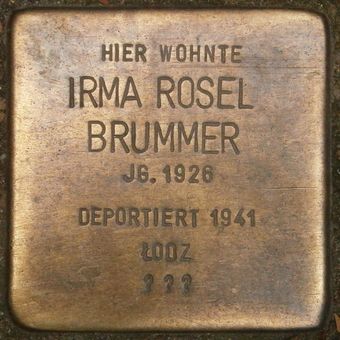 HIER WOHNTE
IRMA ROSEL
BRUMMER
JG. 1926
DEPORTIERT 1941
ŁODZ
???